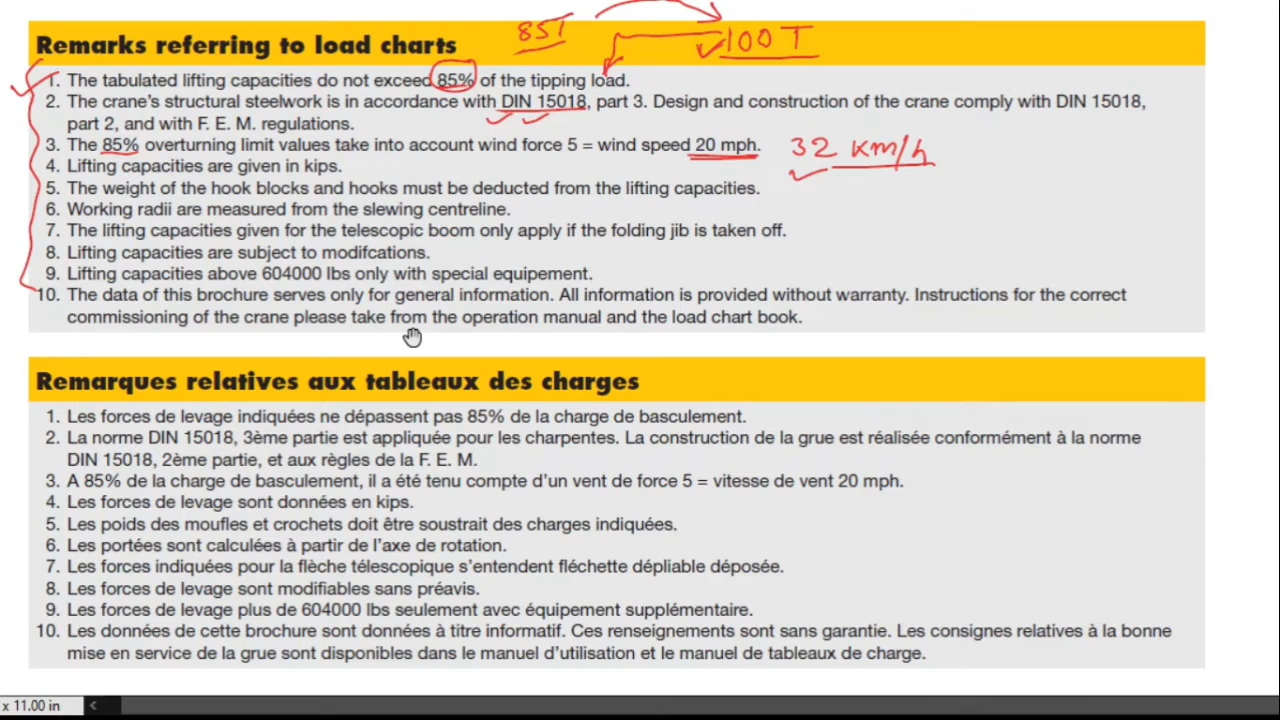 85T
100 T
Remarks referring to load charts
1. The tabulated lifting capacities do not exceed 85% of the tipping load.
2. The crane's structural steelwork is in accordance with DIN 15018, part 3. Design and construction of the crane comply with DIN 15018,
part 2, and with F. E. M. regulations.
3. The 85% overturning limit values take into account wind force 5 = wind speed 20 mph. 32 km/h
4. Lifting capacities are given in kips.
5. The weight of the hook blocks and hooks must be deducted from the lifting capacities.
6. Working radii are measured from the slewing centreline.
7. The lifting capacities given for the telescopic boom only apply if the folding jib is taken off.
8. Lifting capacities are subject to modifcations.
9. Lifting capacities above 604000 lbs only with special equipement.
10. The data of this brochure serves only for general information. All information is provided without warranty. Instructions for the correct
commissioning of the crane please take from the operation manual and the load chart book.
Remarques relatives aux tableaux des charges
1. Les forces de levage indiquées ne dépassent pas 85% de la charge de basculement.
2. La norme DIN 15018, 3ème partie est appliquée pour les charpentes. La construction de la grue est réalisée conformément à la norme
DIN 15018, 2ème partie, et aux règles de la F. E. M.
3. A 85% de la charge de basculement, il a été tenu compte d'un vent de force 5 = vitesse de vent 20 mph.
4. Les forces de levage sont données en kips.
5. Les poids des moufles et crochets doit être soustrait des charges indiquées.
6. Les portées sont calculées à partir de l'axe de rotation.
7. Les forces indiquées pour la flèche télescopique s'entendent fléchette dépliable déposée.
8. Les forces de levage sont modifiables sans préavis.
9. Les forces de levage plus de 604000 lbs seulement avec équipement supplémentaire.
10. Les données de cette brochure sont données à titre informatif. Ces renseignements sont sans garantie. Les consignes relatives à la bonne
mise en service de la grue sont disponibles dans le manuel d'utilisation et le manuel de tableaux de charge.
x 11.00 in